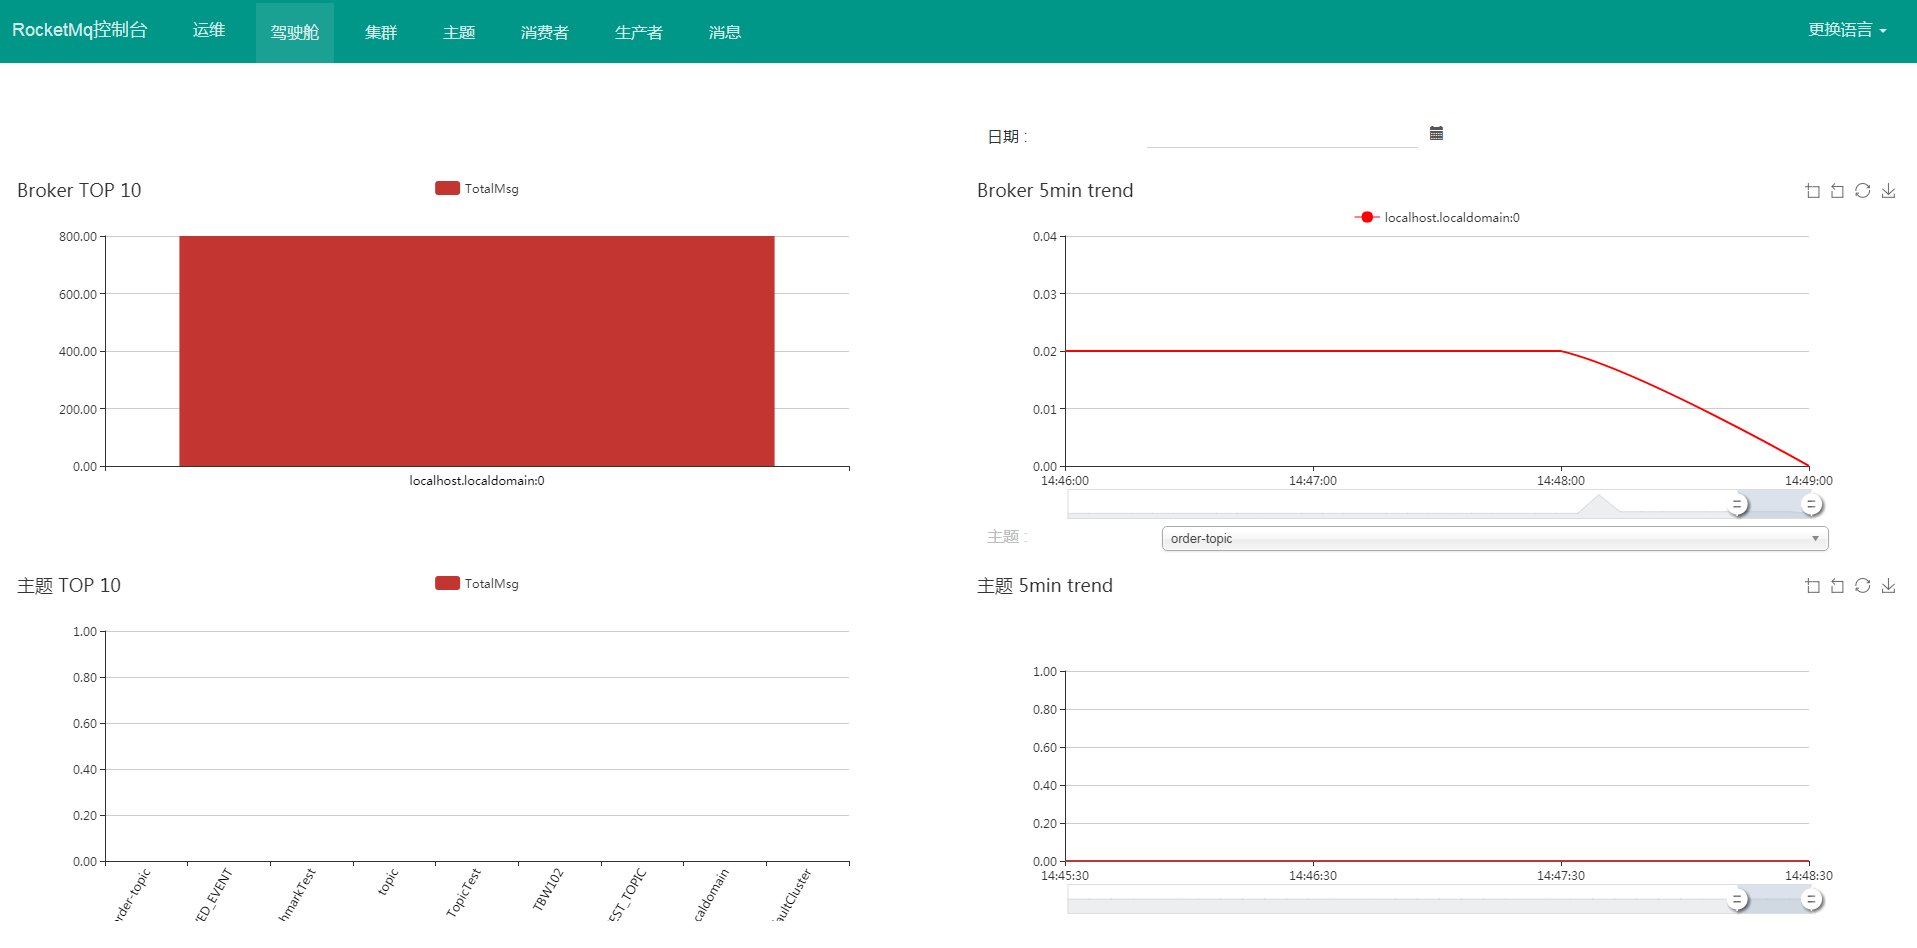 RocketMq控制台 运维 驾驶舱 集群 主题 消费者 生产者 消息 更换语言
日期 :
Broker TOP 10
TotalMsg
800.00
600.00
400.00
200.00
0.00
localhost.localdomain:0
Broker 5min trend
localhost.localdomain:0
0.04
0.03
0.02
0.01
0.00
14:46:00 14:47:00 14:48:00 14:49:00
主题 :
order-topic
主题 TOP 10
TotalMsg
1.00
0.80
0.60
0.40
0.20
0.00
rder-topic
ED_EVENT
hmarkTest
topic
TopicTest
TBW102
EST_TOPIC
caldomain
aultCluster
主题 5min trend
1.00
0.80
0.60
0.40
0.20
0.00
14:45:30 14:46:30 14:47:30 14:48:30